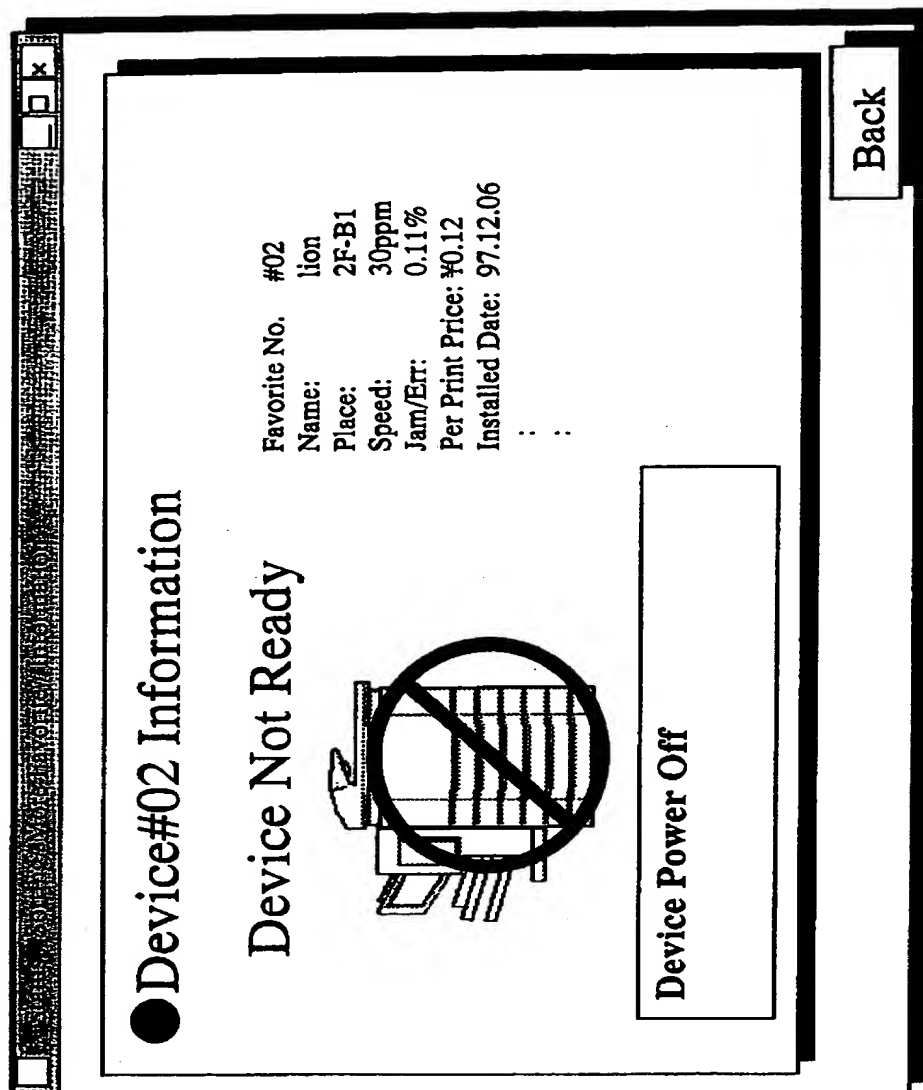 Device#02 Information
Device Not Ready
Favorite No. #02
Name: lion
Place: 2F-B1
Speed: 30ppm
Jam/Err: 0.11%
Per Print Price: ¥0.12
Installed Date: 97.12.06
:
:
Device Power Off
Back